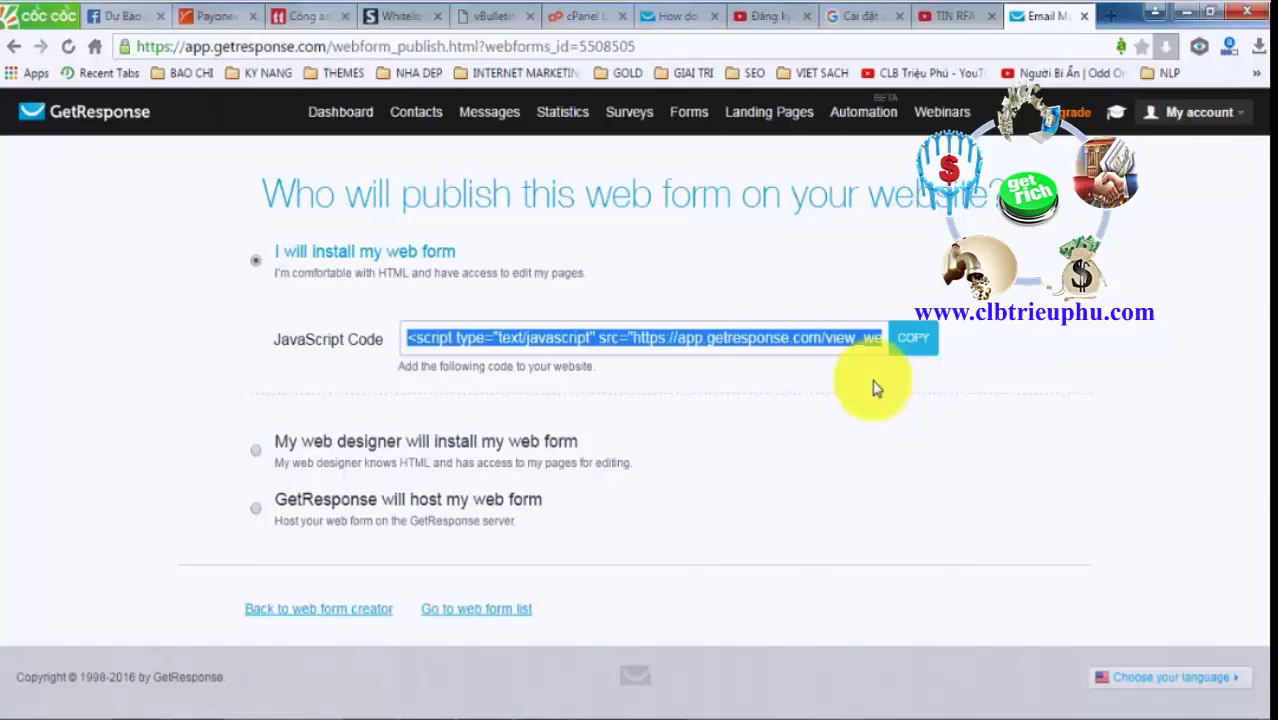 cốc cốc
Dự Báo
Payone
Công an
Whitelis
vBulletin
cPanel L
How do
Đăng k
Cài đặt
TIN RFA
Email M
https://app.getresponse.com/webform_publish.html?webforms_id=5508505
Apps
Recent Tabs
BAO CHI
KY NANG
THEMES
NHA DEP
INTERNET MARKETIN
GOLD
GIAI TRI
SEO
VIET SACH
CLB Triệu Phú - YouT
Người Bí Ẩn | Odd O
NLP
»
GetResponse
Dashboard
Contacts
Messages
Statistics
Surveys
Forms
Landing Pages
BETA
Automation
Webinars
grade
My account
Who will publish this web form on your website?
get
rich
$
$
www.clbtrieuphu.com
I will install my web form
I'm comfortable with HTML and have access to edit my pages.
JavaScript Code
<script type="text/javascript" src="https://app.getresponse.com/view_we
COPY
Add the following code to your website.
My web designer will install my web form
My web designer knows HTML and has access to my pages for editing.
GetResponse will host my web form
Host your web form on the GetResponse server.
Back to web form creator
Go to web form list
Copyright © 1998-2016 by GetResponse.
Choose your language